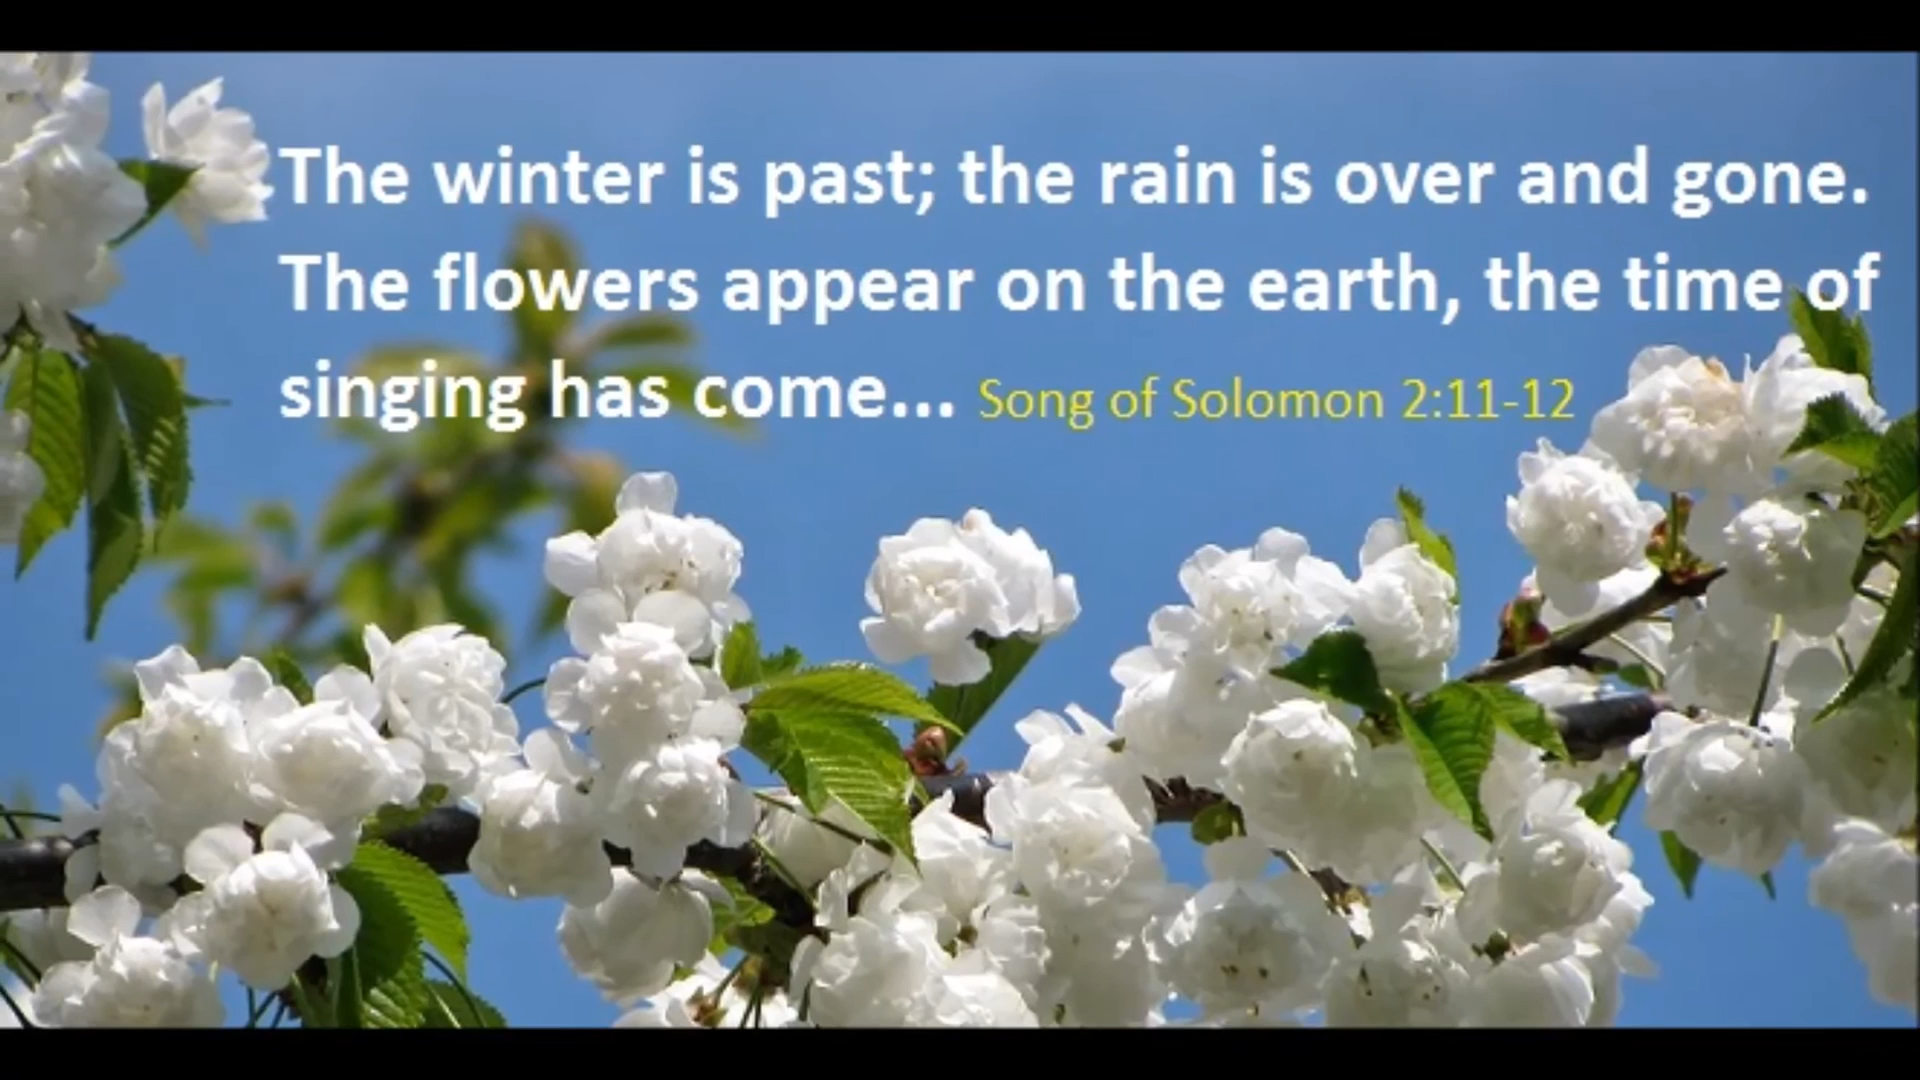 The winter is past; the rain is over and gone.
The flowers appear on the earth, the time of
singing has come... Song of Solomon 2:11-12